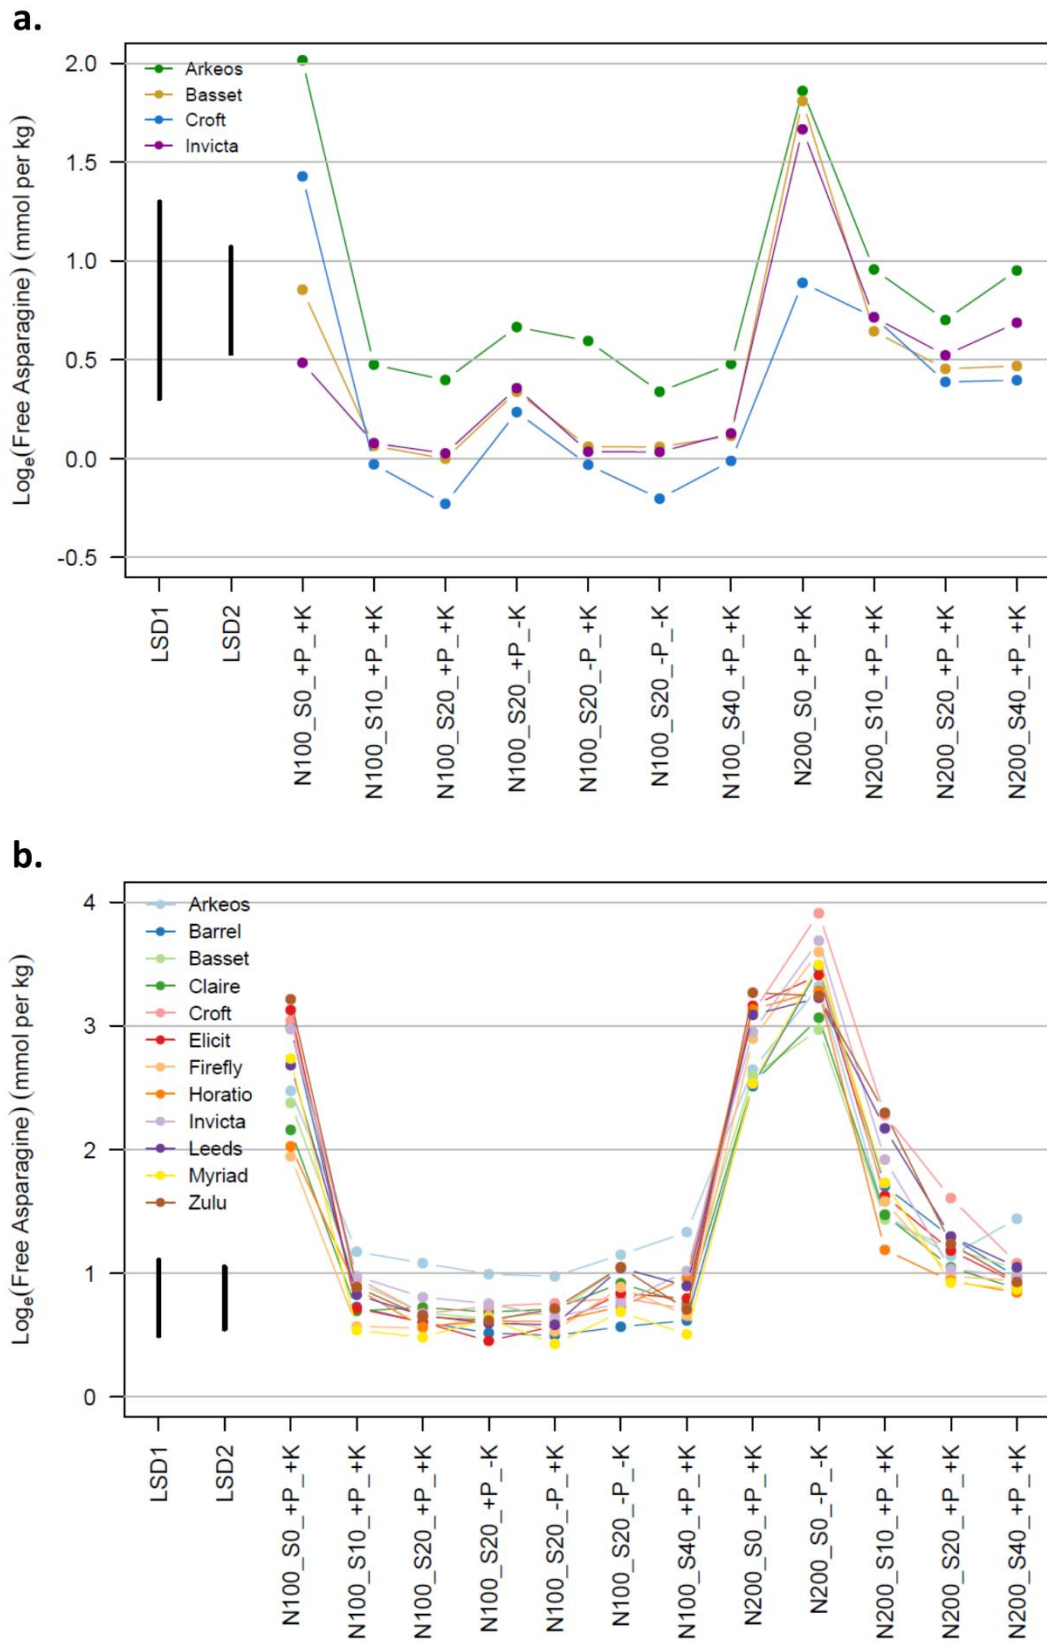 a.
Log_e(Free Asparagine) (mmol per kg)
2.0
1.5
1.0
0.5
0.0
-0.5
Arkeos
Basset
Croft
Invicta
LSD1
LSD2
N100_S0_+P_+K
N100_S10_+P_+K
N100_S20_+P_+K
N100_S20_+P_-K
N100_S20_-P_+K
N100_S20_-P_-K
N100_S40_+P_+K
N200_S0_+P_+K
N200_S10_+P_+K
N200_S20_+P_+K
N200_S40_+P_+K
b.
Log_e(Free Asparagine) (mmol per kg)
4
3
2
1
0
Arkeos
Barrel
Basset
Claire
Croft
Elicit
Firefly
Horatio
Invicta
Leeds
Myriad
Zulu
LSD1
LSD2
N100_S0_+P_+K
N100_S10_+P_+K
N100_S20_+P_+K
N100_S20_+P_-K
N100_S20_-P_+K
N100_S20_-P_-K
N100_S40_+P_+K
N200_S0_+P_+K
N200_S0_-P_-K
N200_S10_+P_+K
N200_S20_+P_+K
N200_S40_+P_+K